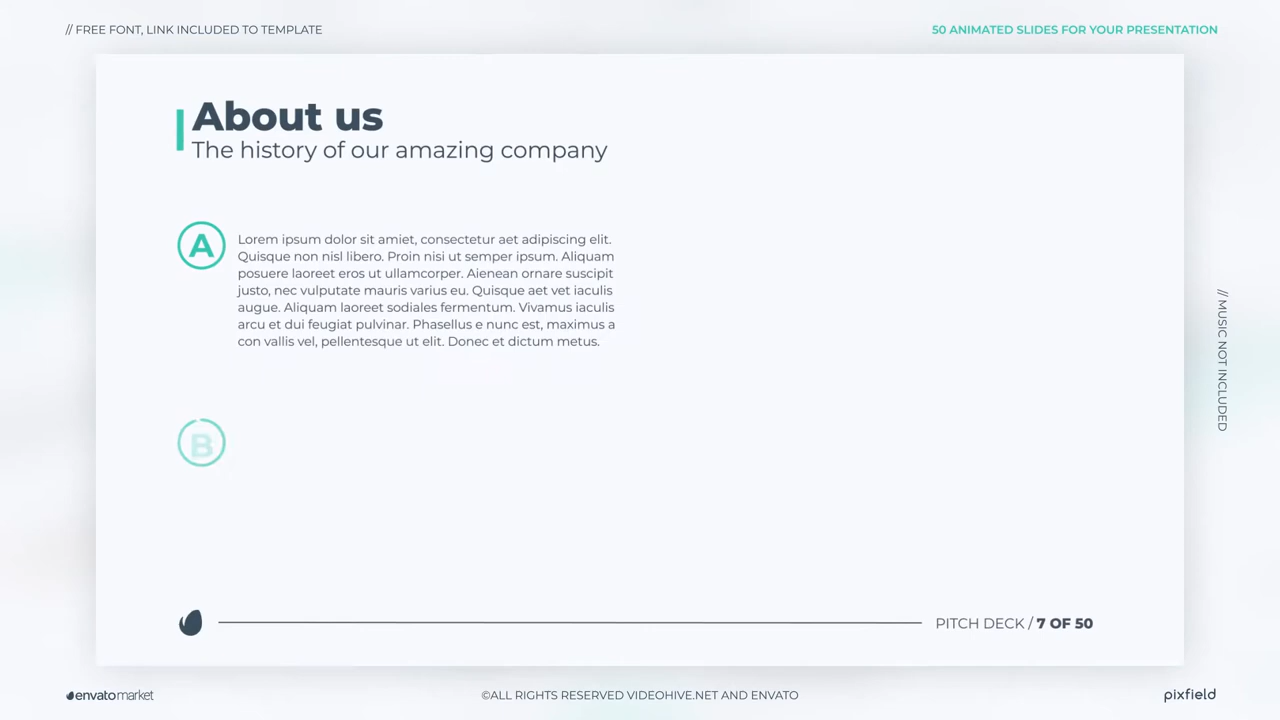 // FREE FONT, LINK INCLUDED TO TEMPLATE
50 ANIMATED SLIDES FOR YOUR PRESENTATION
About us
The history of our amazing company
A
Lorem ipsum dolor sit amiet, consectetur aet adipiscing elit.
Quisque non nisl libero. Proin nisi ut semper ipsum. Aliquam
posuere laoreet eros ut ullamcorper. Aienean ornare suscipit
justo, nec vulputate mauris varius eu. Quisque aet vet iaculis
augue. Aliquam laoreet sodiales fermentum. Vivamus iaculis
arcu et dui feugiat pulvinar. Phasellus e nunc est, maximus a
con vallis vel, pellentesque ut elit. Donec et dictum metus.
// MUSIC NOT INCLUDED
B
PITCH DECK / 7 OF 50
envatomarket
©ALL RIGHTS RESERVED VIDEOHIVE.NET AND ENVATO
pixfield